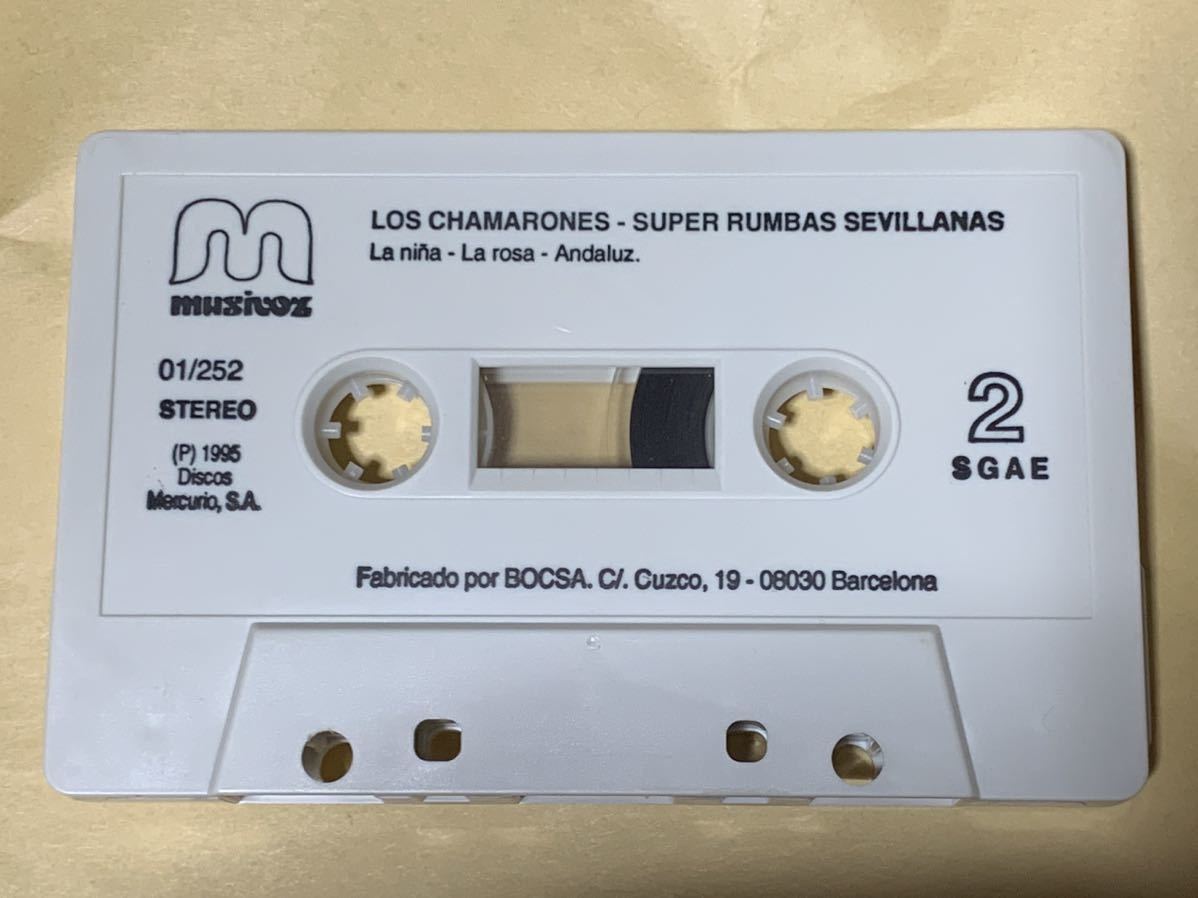 m
musivoz
LOS CHAMARONES - SUPER RUMBAS SEVILLANAS
La niña - La rosa - Andaluz.
01/252
STEREO
(P) 1995
Discos
Mercurio, S.A.
2
SGAE
Fabricado por BOCSA. C/. Cuzco, 19 - 08030 Barcelona